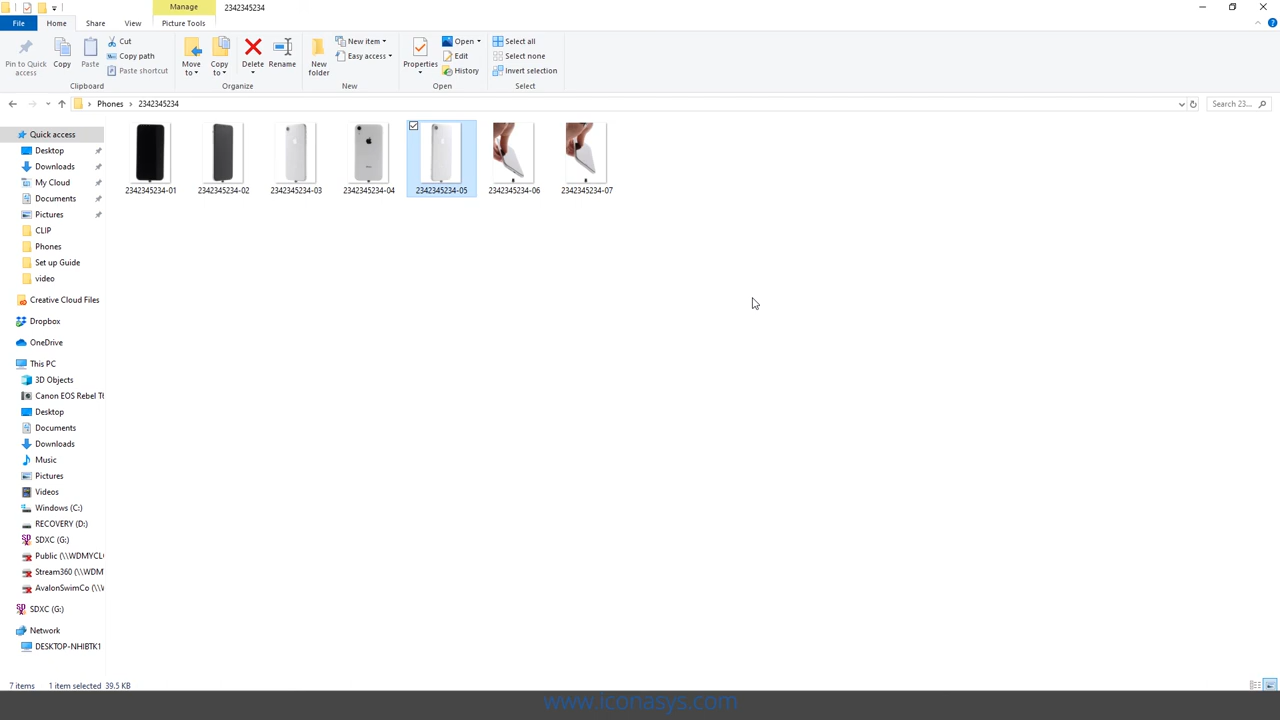 Manage
2342345234
File
Home
Share
View
Picture Tools
Pin to Quick access
Copy
Paste
Cut
Copy path
Paste shortcut
Clipboard
Move to
Copy to
Delete
Rename
Organize
New folder
New item
Easy access
New
Properties
Open
Edit
History
Open
Select all
Select none
Invert selection
Select
Phones
2342345234
Search 23...
Quick access
Desktop
Downloads
My Cloud
Documents
Pictures
CLIP
Phones
Set up Guide
video
Creative Cloud Files
Dropbox
OneDrive
This PC
3D Objects
Canon EOS Rebel T6
Desktop
Documents
Downloads
Music
Pictures
Videos
Windows (C:)
RECOVERY (D:)
SDXC (G:)
Public (\\WDMYCL
Stream360 (\\WDM
AvalonSwimCo (\\
SDXC (G:)
Network
DESKTOP-NHIBTK1
2342345234-01
2342345234-02
2342345234-03
2342345234-04
2342345234-05
2342345234-06
2342345234-07
7 items
1 item selected
39.5 KB
www.iconasys.com